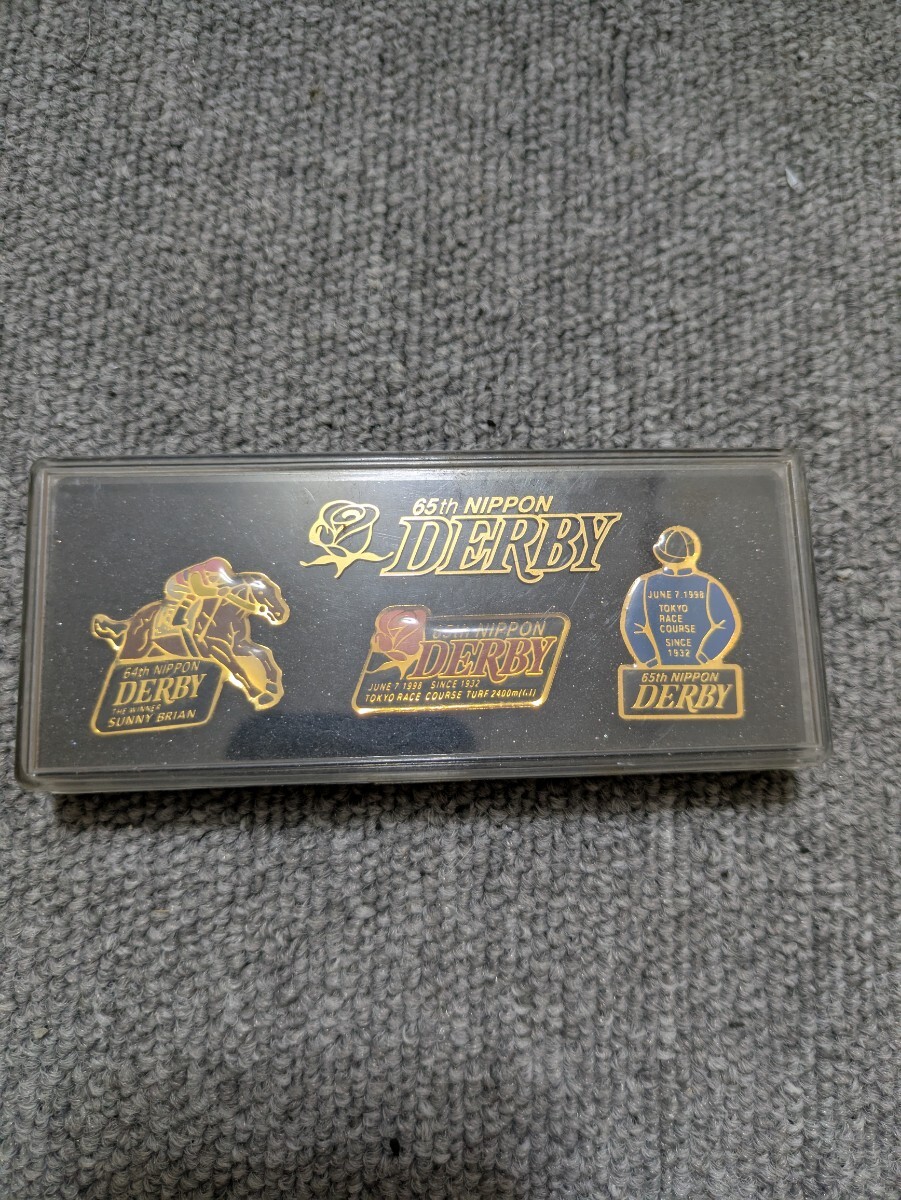 65th NIPPON
DERBY
64th NIPPON
DERBY
THE WINNER
SUNNY BRIAN
65th NIPPON
DERBY
JUNE 7 1998 SINCE 1932
TOKYO RACE COURSE TURF 2400m(G.I)
JUNE 7.1998
TOKYO
RACE
COURSE
SINCE
1932
65th NIPPON
DERBY